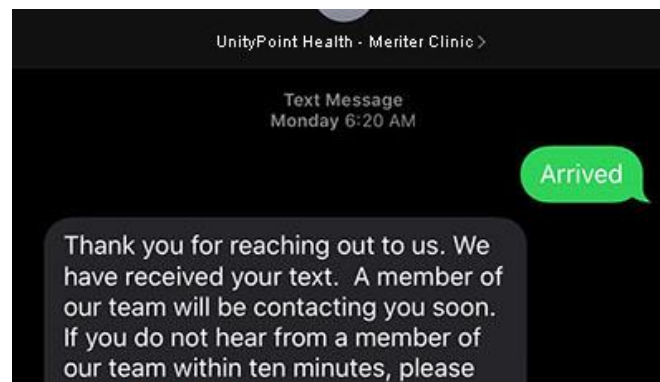 UnityPoint Health - Meriter Clinic >
Text Message
Monday 6:20 AM
Arrived
Thank you for reaching out to us. We
have received your text.  A member of
our team will be contacting you soon.
If you do not hear from a member of
our team within ten minutes, please